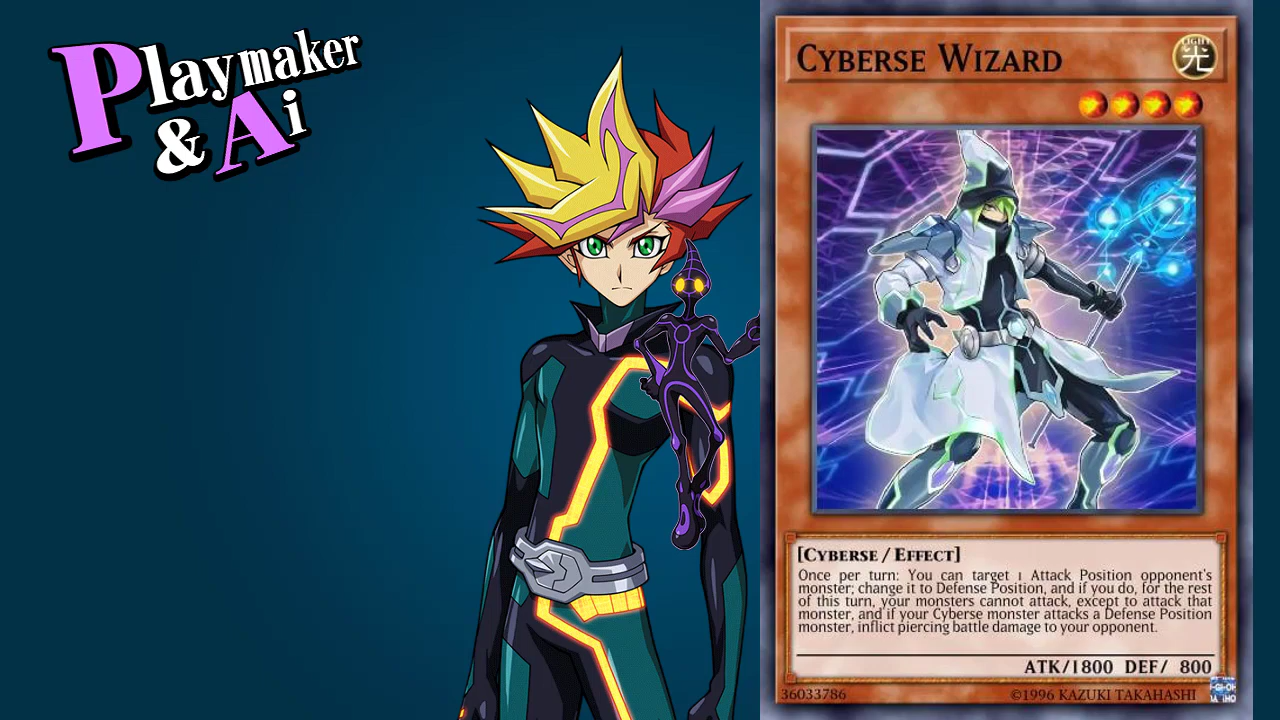 Playmaker
& Ai
CYBERSE WIZARD
LIGHT
光
[CYBERSE / EFFECT]
Once per turn: You can target 1 Attack Position opponent's
monster; change it to Defense Position, and if you do, for the rest
of this turn, your monsters cannot attack, except to attack that
monster, and if your Cyberse monster attacks a Defense Position
monster, inflict piercing battle damage to your opponent.
ATK/1800 DEF/ 800
36033786
©1996 KAZUKI TAKAHASHI